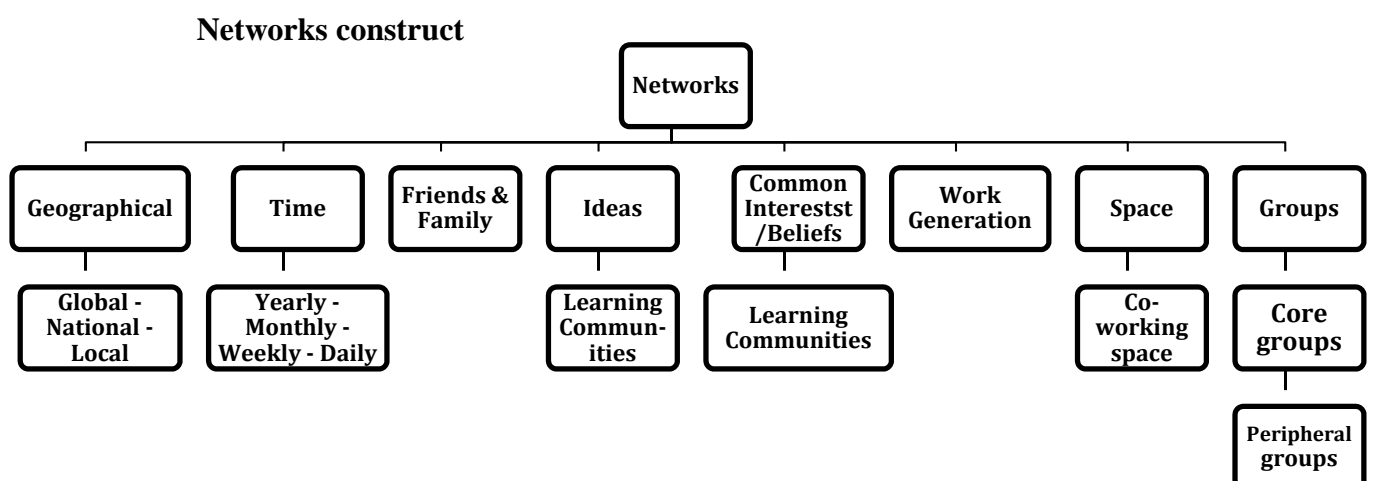 Networks construct
Networks
Geographical
Time
Friends &
Family
Ideas
Common
Interestst
/Beliefs
Work
Generation
Space
Groups
Global -
National -
Local
Yearly -
Monthly -
Weekly - Daily
Learning
Commun-
ities
Learning
Communities
Co-
working
space
Core
groups
Peripheral
groups